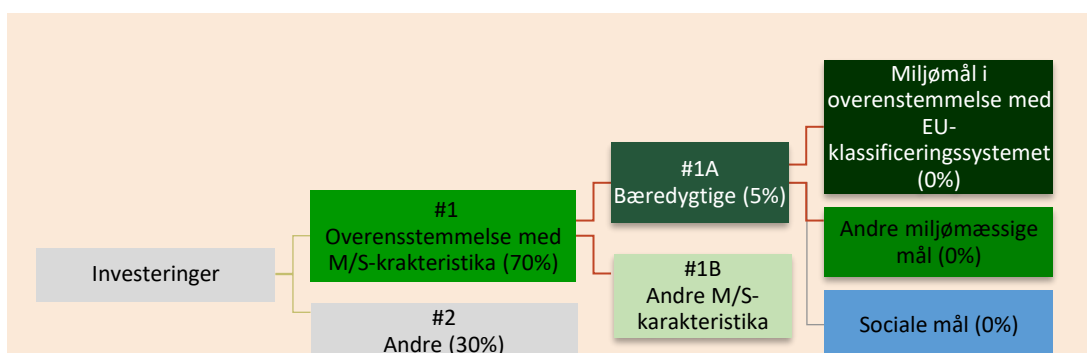 Investeringer
#1
Overensstemmelse med
M/S-krakteristika (70%)
#2
Andre (30%)
#1A
Bæredygtige (5%)
#1B
Andre M/S-
karakteristika
Miljømål i
overenstemmelse med
EU-
klassificeringssystemet
(0%)
Andre miljømæssige
mål (0%)
Sociale mål (0%)